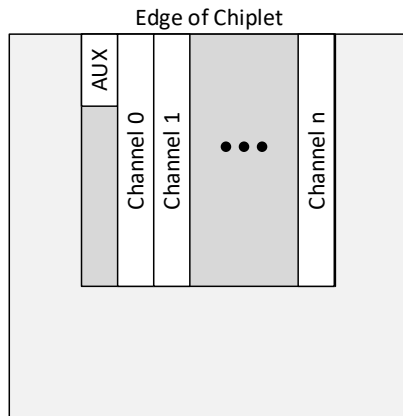 Edge of Chiplet
AUX
Channel 0
Channel 1
•••
Channel n